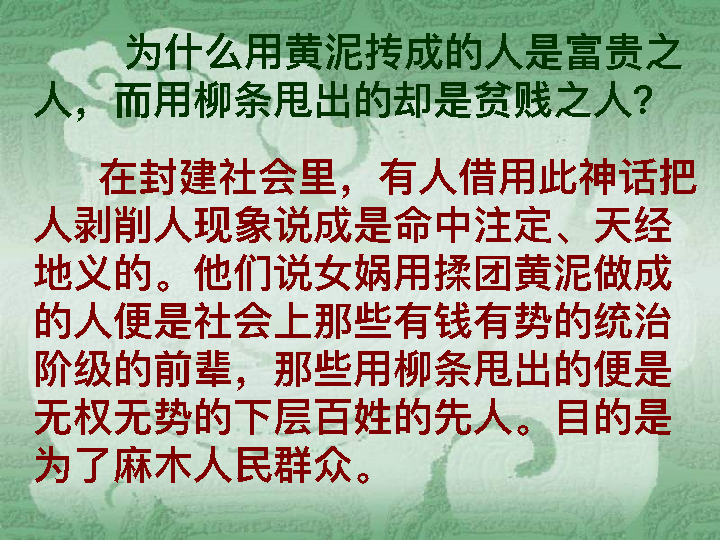 为什么用黄泥抟成的人是富贵之
人，而用柳条甩出的却是贫贱之人?
在封建社会里，有人借用此神话把
人剥削人现象说成是命中注定、天经
地义的。他们说女娲用揉团黄泥做成
的人便是社会上那些有钱有势的统治
阶级的前辈，那些用柳条甩出的便是
无权无势的下层百姓的先人。目的是
为了麻木人民群众。